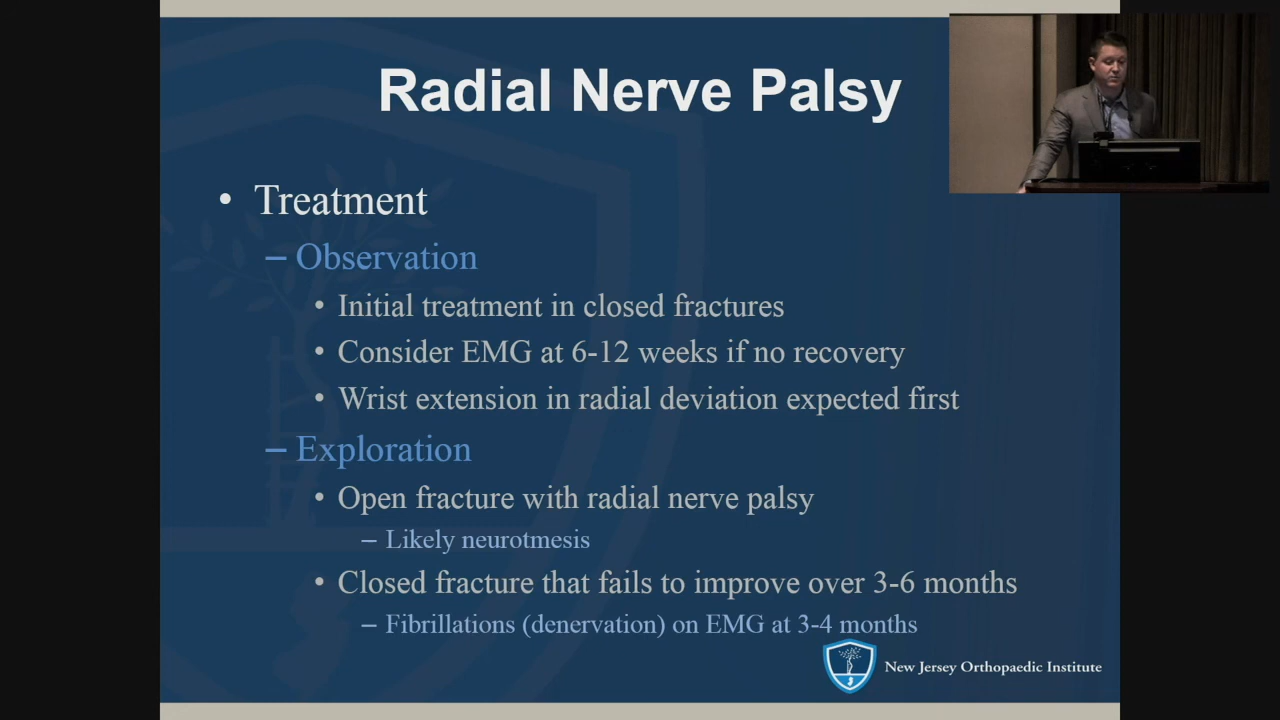 Radial Nerve Palsy
• Treatment
– Observation
• Initial treatment in closed fractures
• Consider EMG at 6-12 weeks if no recovery
• Wrist extension in radial deviation expected first
– Exploration
• Open fracture with radial nerve palsy
– Likely neurotmesis
• Closed fracture that fails to improve over 3-6 months
– Fibrillations (denervation) on EMG at 3-4 months
New Jersey Orthopaedic Institute